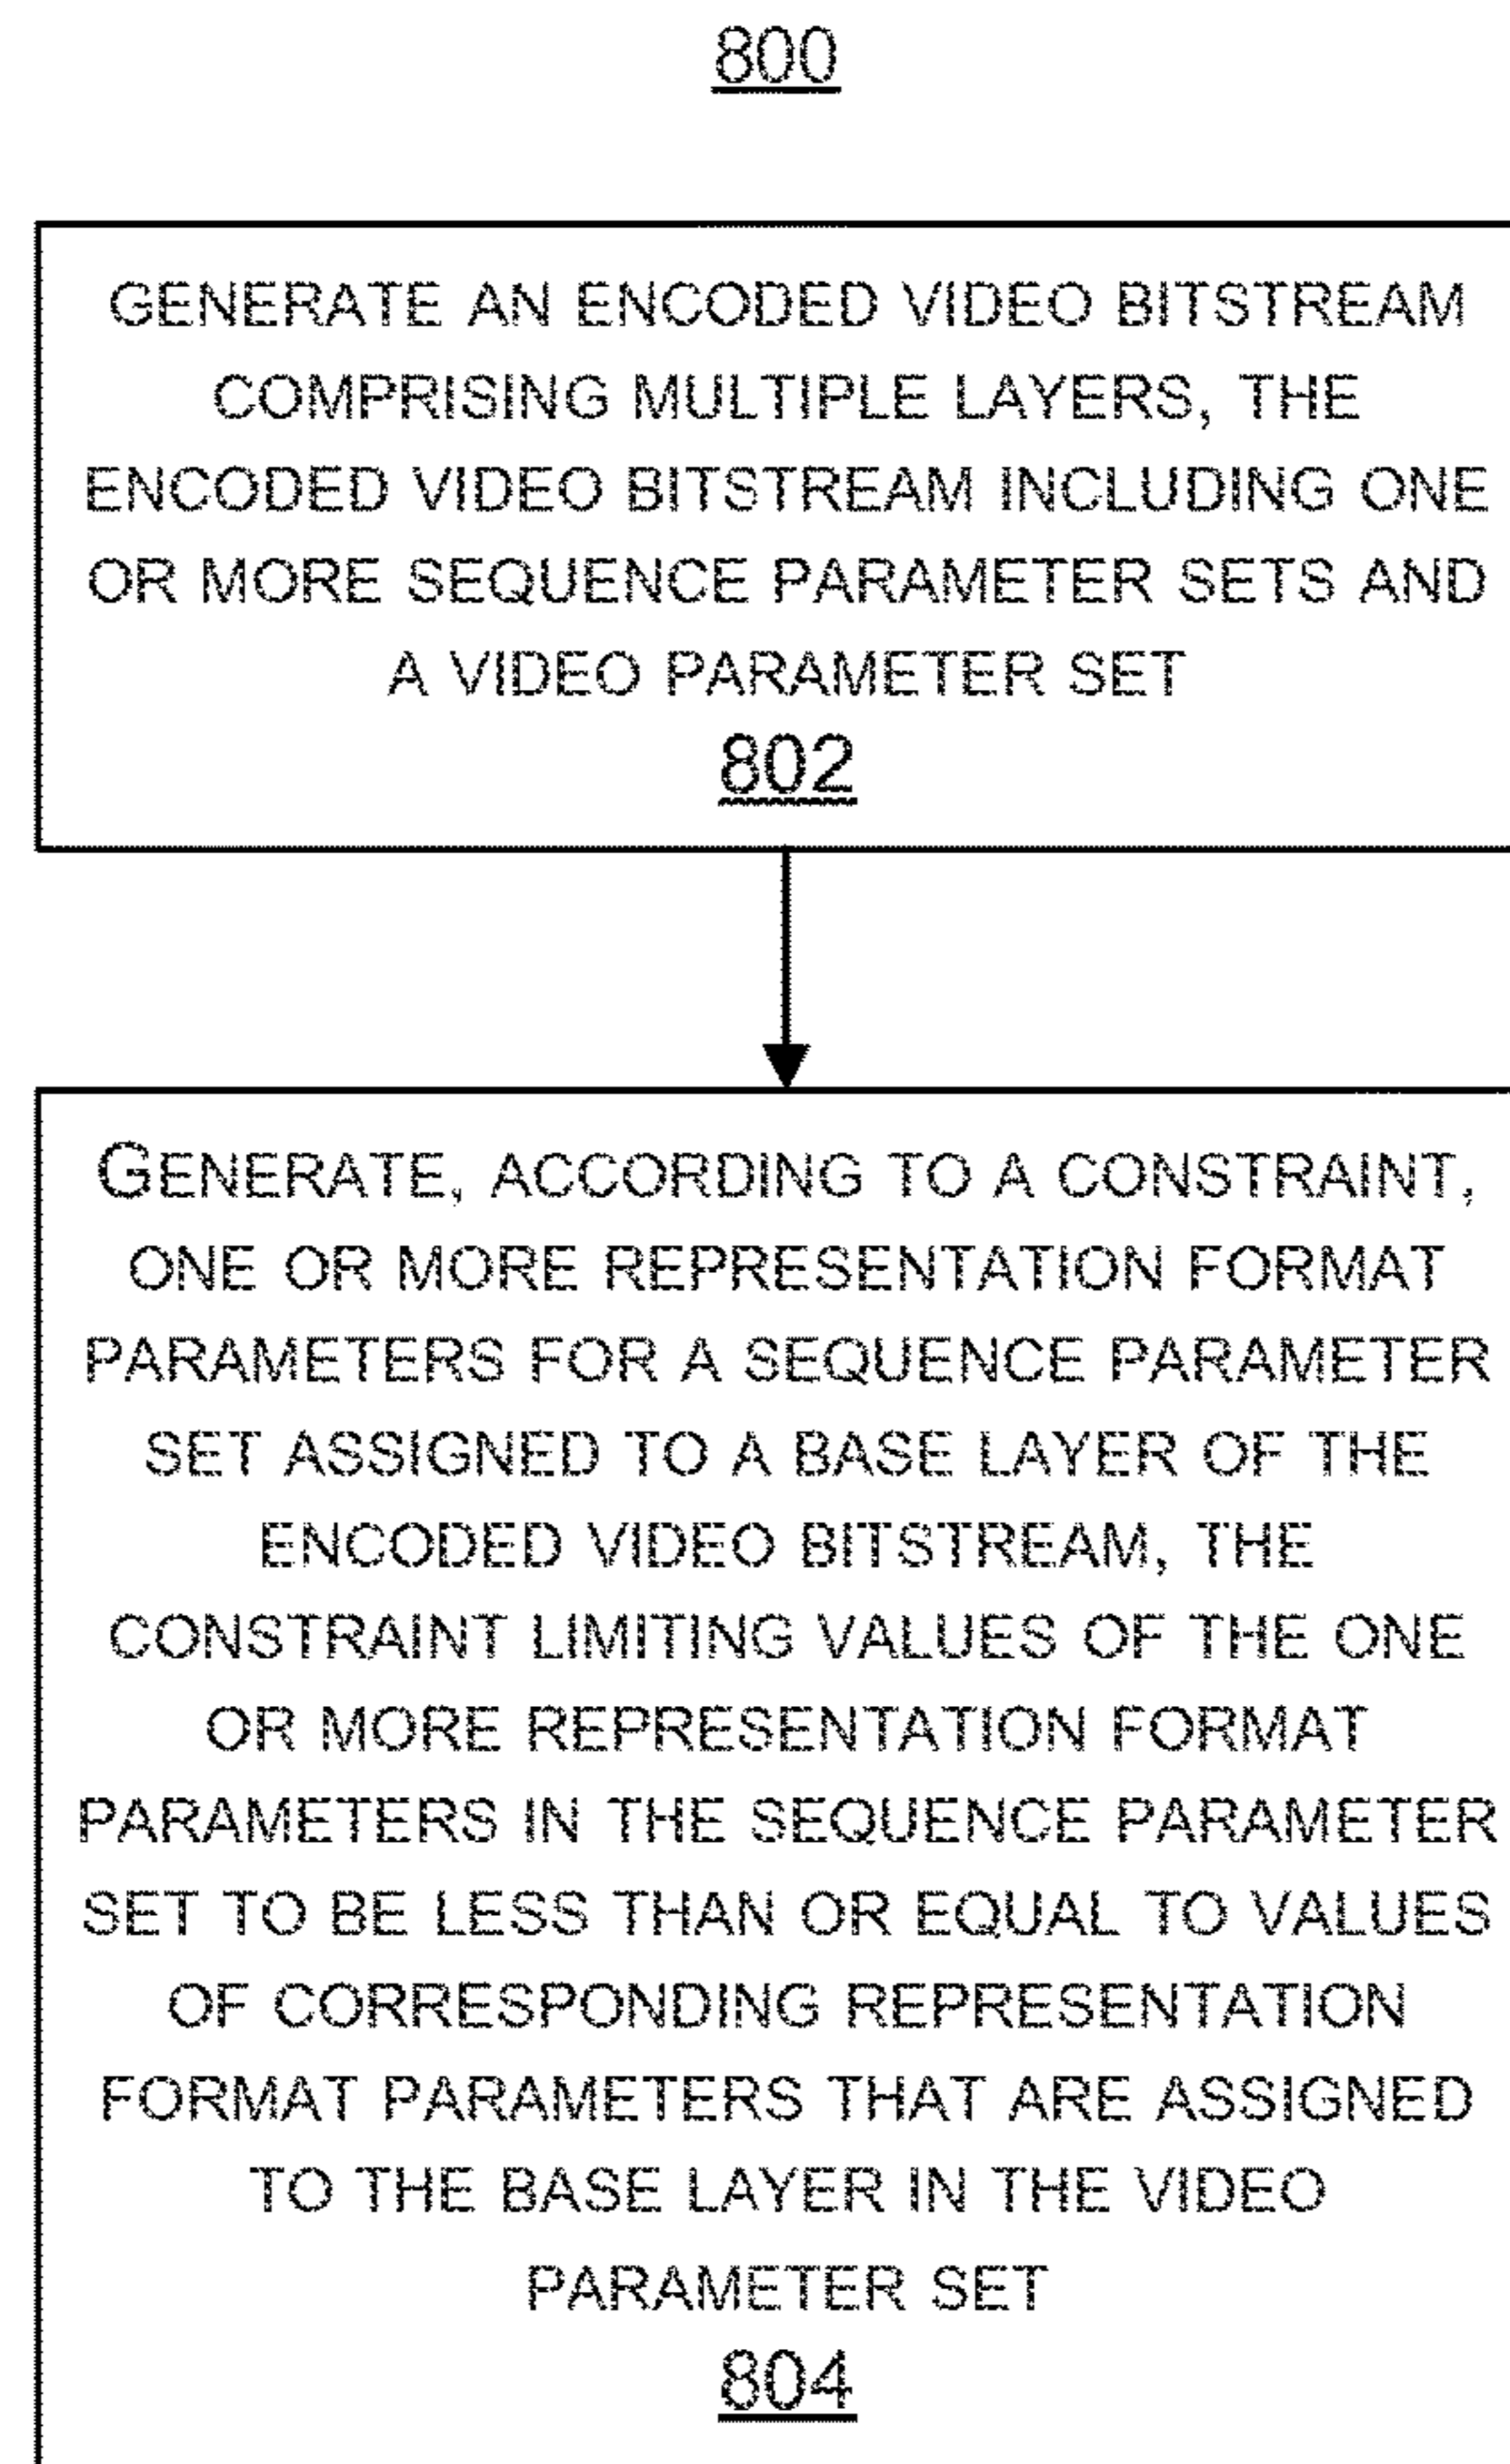 800
GENERATE AN ENCODED VIDEO BITSTREAM
COMPRISING MULTIPLE LAYERS, THE
ENCODED VIDEO BITSTREAM INCLUDING ONE
OR MORE SEQUENCE PARAMETER SETS AND
A VIDEO PARAMETER SET
802
GENERATE, ACCORDING TO A CONSTRAINT,
ONE OR MORE REPRESENTATION FORMAT
PARAMETERS FOR A SEQUENCE PARAMETER
SET ASSIGNED TO A BASE LAYER OF THE
ENCODED VIDEO BITSTREAM, THE
CONSTRAINT LIMITING VALUES OF THE ONE
OR MORE REPRESENTATION FORMAT
PARAMETERS IN THE SEQUENCE PARAMETER
SET TO BE LESS THAN OR EQUAL TO VALUES
OF CORRESPONDING REPRESENTATION
FORMAT PARAMETERS THAT ARE ASSIGNED
TO THE BASE LAYER IN THE VIDEO
PARAMETER SET
804